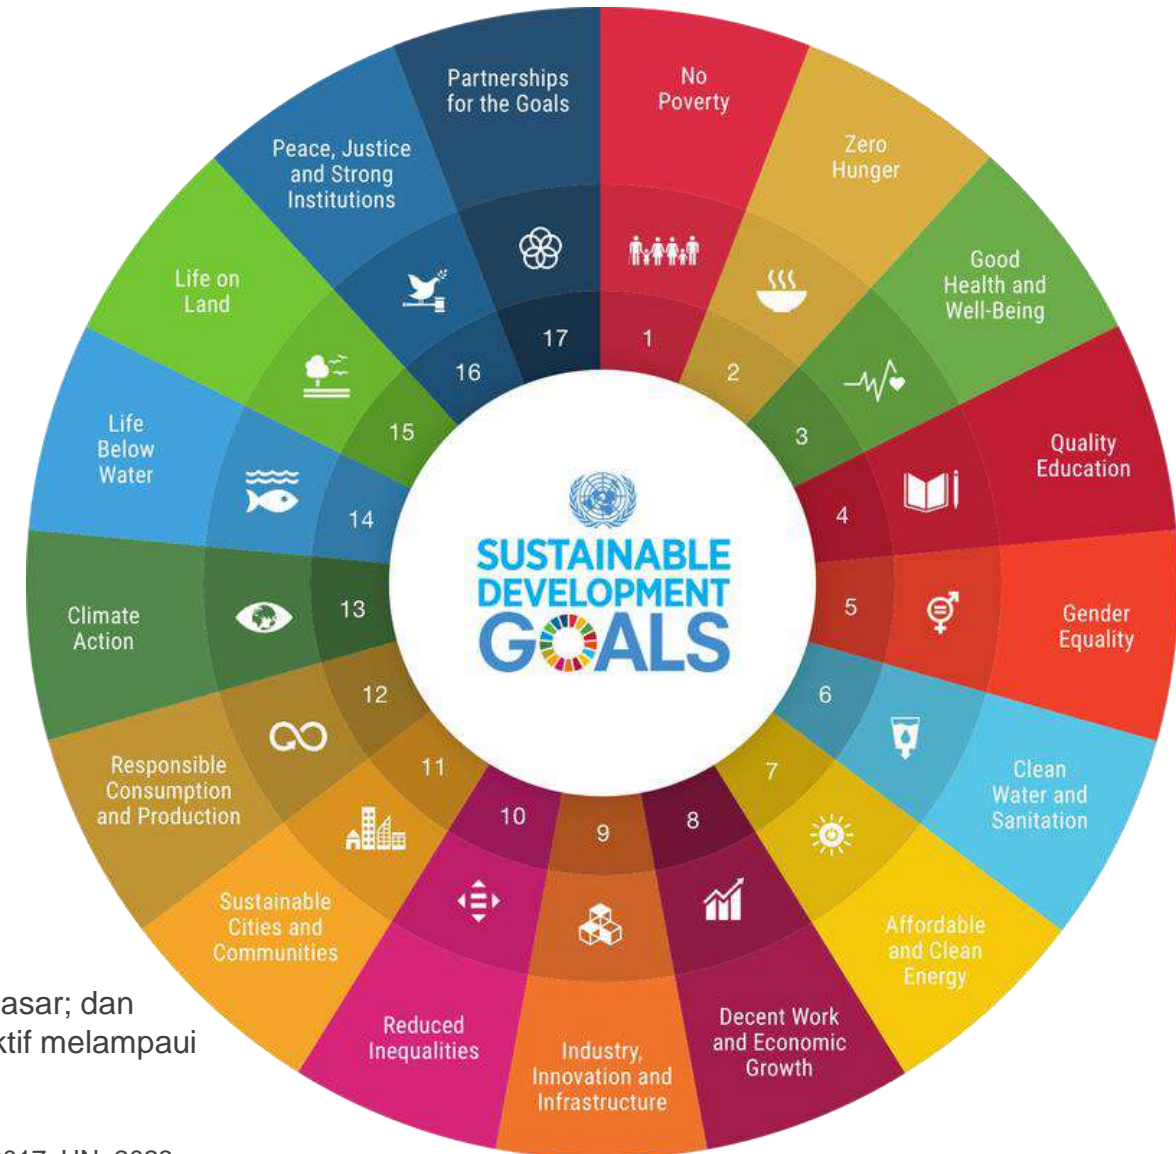 Partnerships
for the Goals
No
Poverty
Zero
Hunger
Peace, Justice
and Strong
Institutions
Good
Health and
Well-Being
Life on
Land
Quality
Education
Life
Below
Water
Gender
Equality
Climate
Action
Clean
Water and
Sanitation
Responsible
Consumption
and Production
Affordable
and Clean
Energy
Sustainable
Cities and
Communities
Decent Work
and Economic
Growth
Reduced
Inequalities
Industry,
Innovation and
Infrastructure
17
1
16
2
15
3
14
4
13
5
12
6
11
7
10
9
8
SUSTAINABLE
DEVELOPMENT
GOALS
asar; dan
ktif melampaui